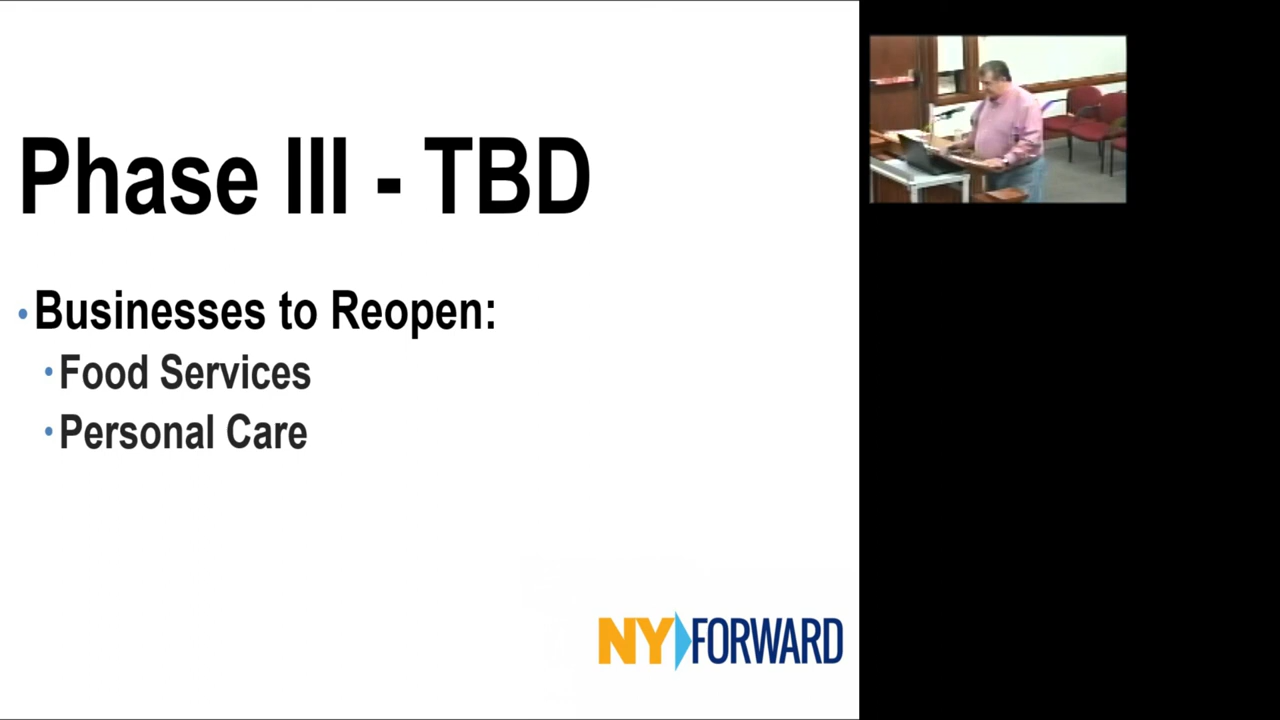 Phase III - TBD
•Businesses to Reopen:
•Food Services
•Personal Care
NY FORWARD